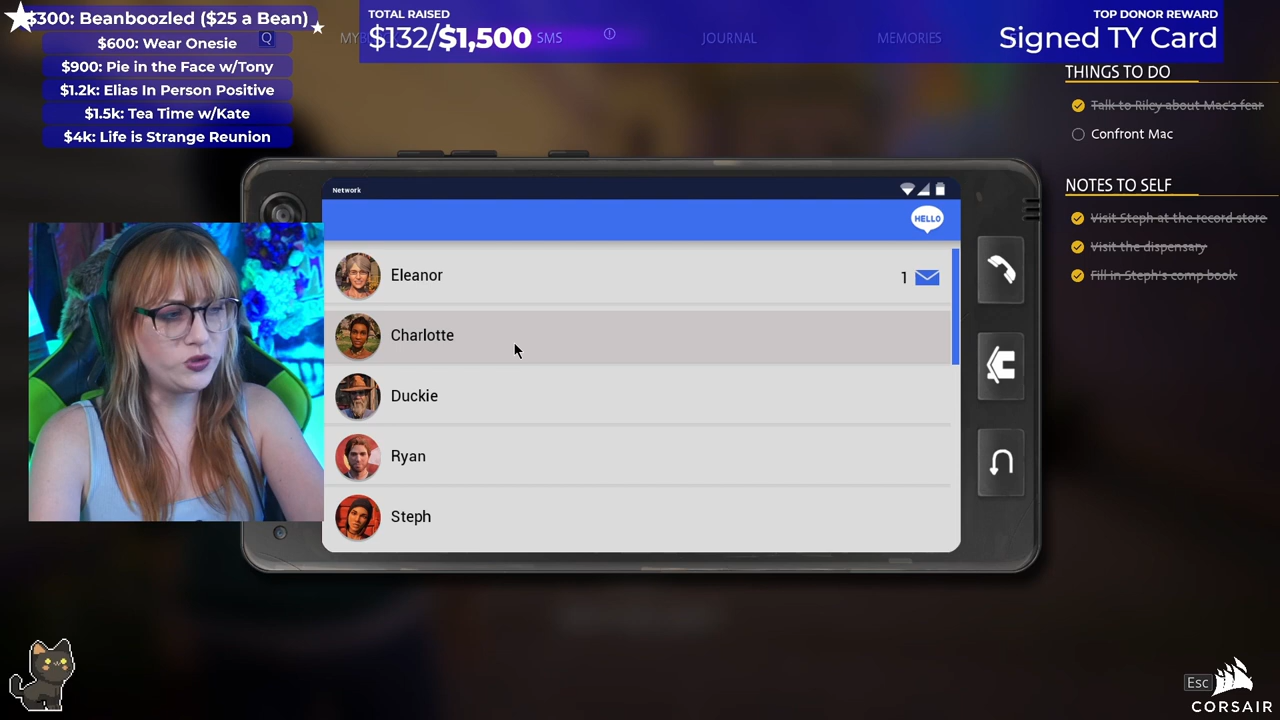 $300: Beanboozled ($25 a Bean)
$600: Wear Onesie
Q
$900: Pie in the Face w/Tony
$1.2k: Elias In Person Positive
$1.5k: Tea Time w/Kate
$4k: Life is Strange Reunion
TOTAL RAISED
$132/$1,500
SMS
JOURNAL
MEMORIES
TOP DONOR REWARD
Signed TY Card
THINGS TO DO
Talk to Riley about Mac's fear
Confront Mac
NOTES TO SELF
Visit Steph at the record store
Visit the dispensary
Fill in Steph's comp book
Network
HELLO
Eleanor
1
Charlotte
Duckie
Ryan
Steph
Esc
CORSAIR